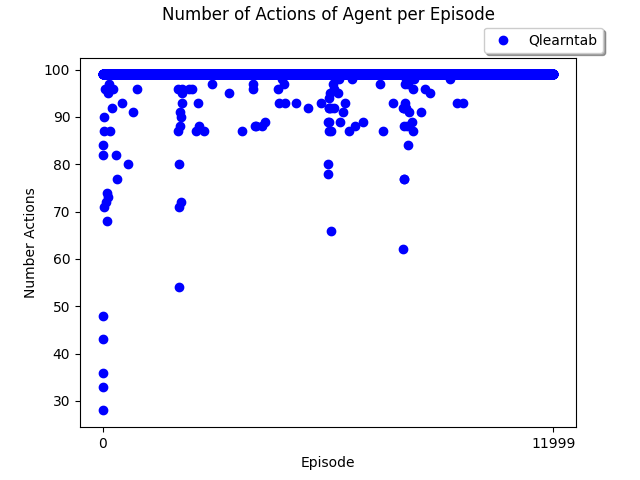 Number of Actions of Agent per Episode
Qlearntab
100
90
80
70
60
50
40
30
Number Actions
0
11999
Episode